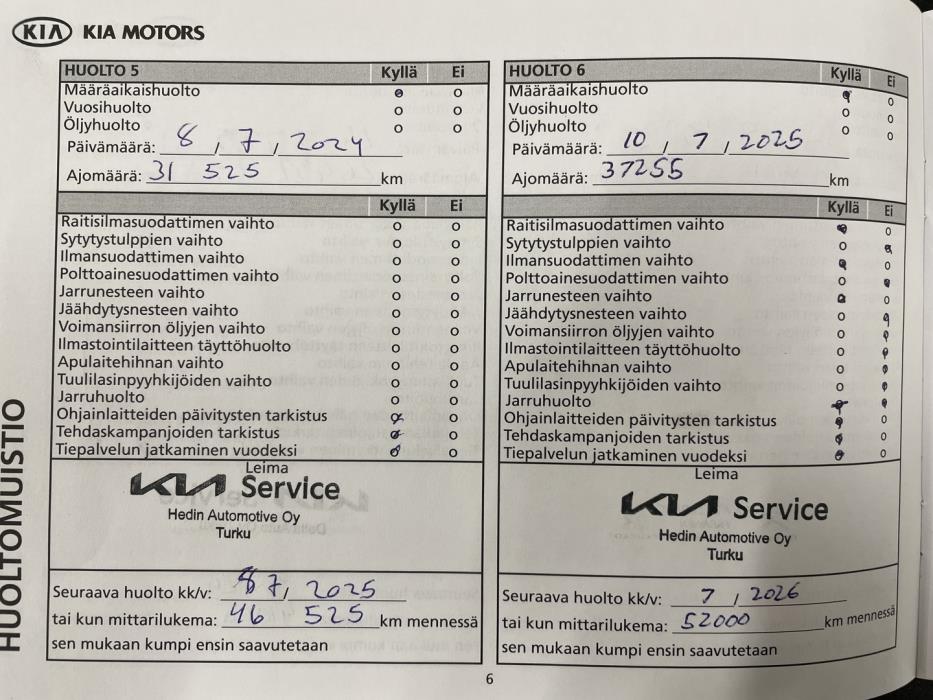 KIA KIA MOTORS
HUOLTOMUISTIO
HUOLTO 5 Kyllä Ei
Määräaikaishuolto
Vuosihuolto
Öljyhuolto
Päivämäärä: 8 / 7 / 2024
Ajomäärä: 31 525 km
Kyllä Ei
Raitisilmasuodattimen vaihto
Sytytystulppien vaihto
Ilmansuodattimen vaihto
Polttoainesuodattimen vaihto
Jarrunesteen vaihto
Jäähdytysnesteen vaihto
Voimansiirron öljyjen vaihto
Ilmastointilaitteen täyttöhuolto
Apulaitehihnan vaihto
Tuulilasinpyyhkijöiden vaihto
Jarruhuolto
Ohjainlaitteiden päivitysten tarkistus
Tehdaskampanjoiden tarkistus
Tiepalvelun jatkaminen vuodeksi
Leima
KIA Service
Hedin Automotive Oy
Turku
Seuraava huolto kk/v: 7 / 2025
tai kun mittarilukema: 46 525 km mennessä
sen mukaan kumpi ensin saavutetaan
HUOLTO 6 Kyllä Ei
Määräaikaishuolto
Vuosihuolto
Öljyhuolto
Päivämäärä: 10 / 7 / 2025
Ajomäärä: 37255 km
Kyllä Ei
Raitisilmasuodattimen vaihto
Sytytystulppien vaihto
Ilmansuodattimen vaihto
Polttoainesuodattimen vaihto
Jarrunesteen vaihto
Jäähdytysnesteen vaihto
Voimansiirron öljyjen vaihto
Ilmastointilaitteen täyttöhuolto
Apulaitehihnan vaihto
Tuulilasinpyyhkijöiden vaihto
Jarruhuolto
Ohjainlaitteiden päivitysten tarkistus
Tehdaskampanjoiden tarkistus
Tiepalvelun jatkaminen vuodeksi
Leima
KIA Service
Hedin Automotive Oy
Turku
Seuraava huolto kk/v: 7 / 2026
tai kun mittarilukema: 52000 km mennessä
sen mukaan kumpi ensin saavutetaan
6